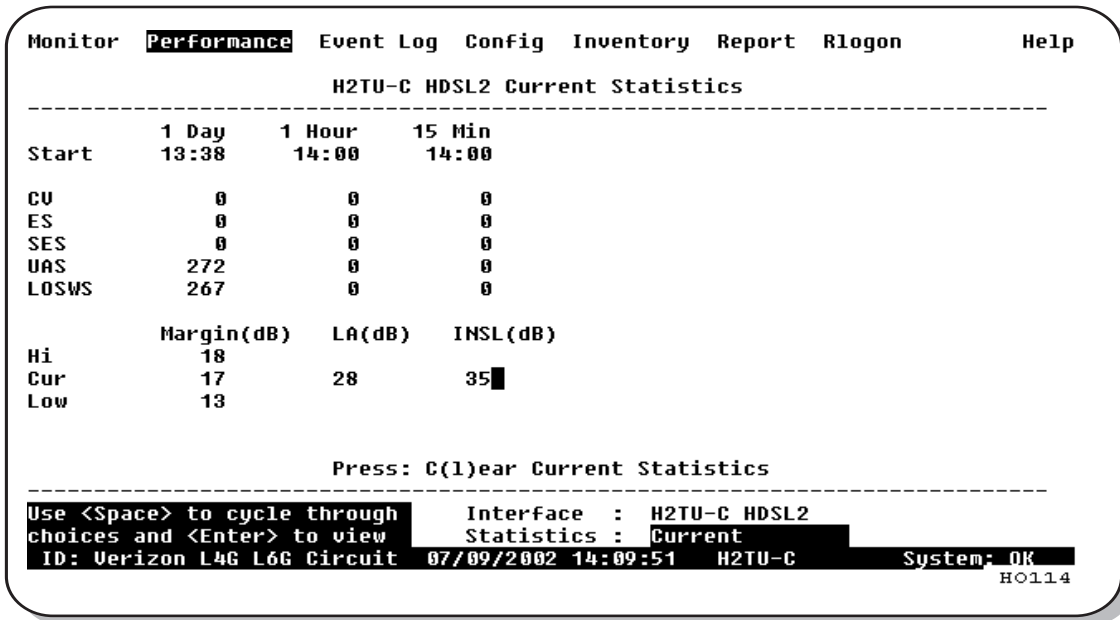 Monitor Performance Event Log Config Inventory Report Rlogon Help
H2TU-C HDSL2 Current Statistics
1 Day 1 Hour 15 Min
Start 13:38 14:00 14:00
CV 0 0 0
ES 0 0 0
SES 0 0 0
UAS 272 0 0
LOSWS 267 0 0
Margin(dB) LA(dB) INSL(dB)
Hi 18
Cur 17 28 35
Low 13
Press: C(l)ear Current Statistics
Use <Space> to cycle through Interface : H2TU-C HDSL2
choices and <Enter> to view Statistics : Current
ID: Verizon L4G L6G Circuit 07/09/2002 14:09:51 H2TU-C System: OK
HO114